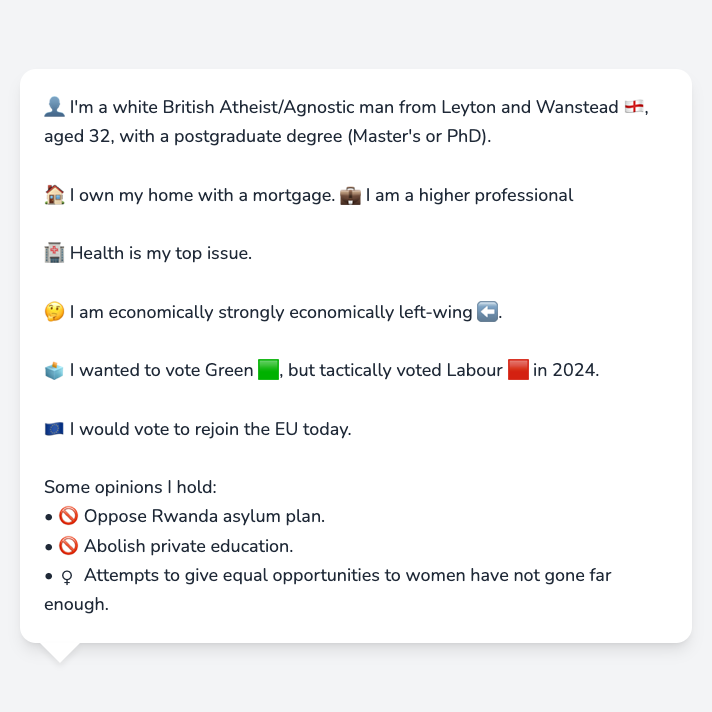 👤 I'm a white British Atheist/Agnostic man from Leyton and Wanstead 🏴󠁧󠁢󠁥󠁮󠁧󠁿,
aged 32, with a postgraduate degree (Master's or PhD).
🏠 I own my home with a mortgage. 💼 I am a higher professional
🏥 Health is my top issue.
🤔 I am economically strongly economically left-wing ⬅️.
🗳️ I wanted to vote Green 🟩, but tactically voted Labour 🟥 in 2024.
🇪🇺 I would vote to rejoin the EU today.
Some opinions I hold:
• 🚫 Oppose Rwanda asylum plan.
• 🚫 Abolish private education.
• ♀ Attempts to give equal opportunities to women have not gone far
enough.